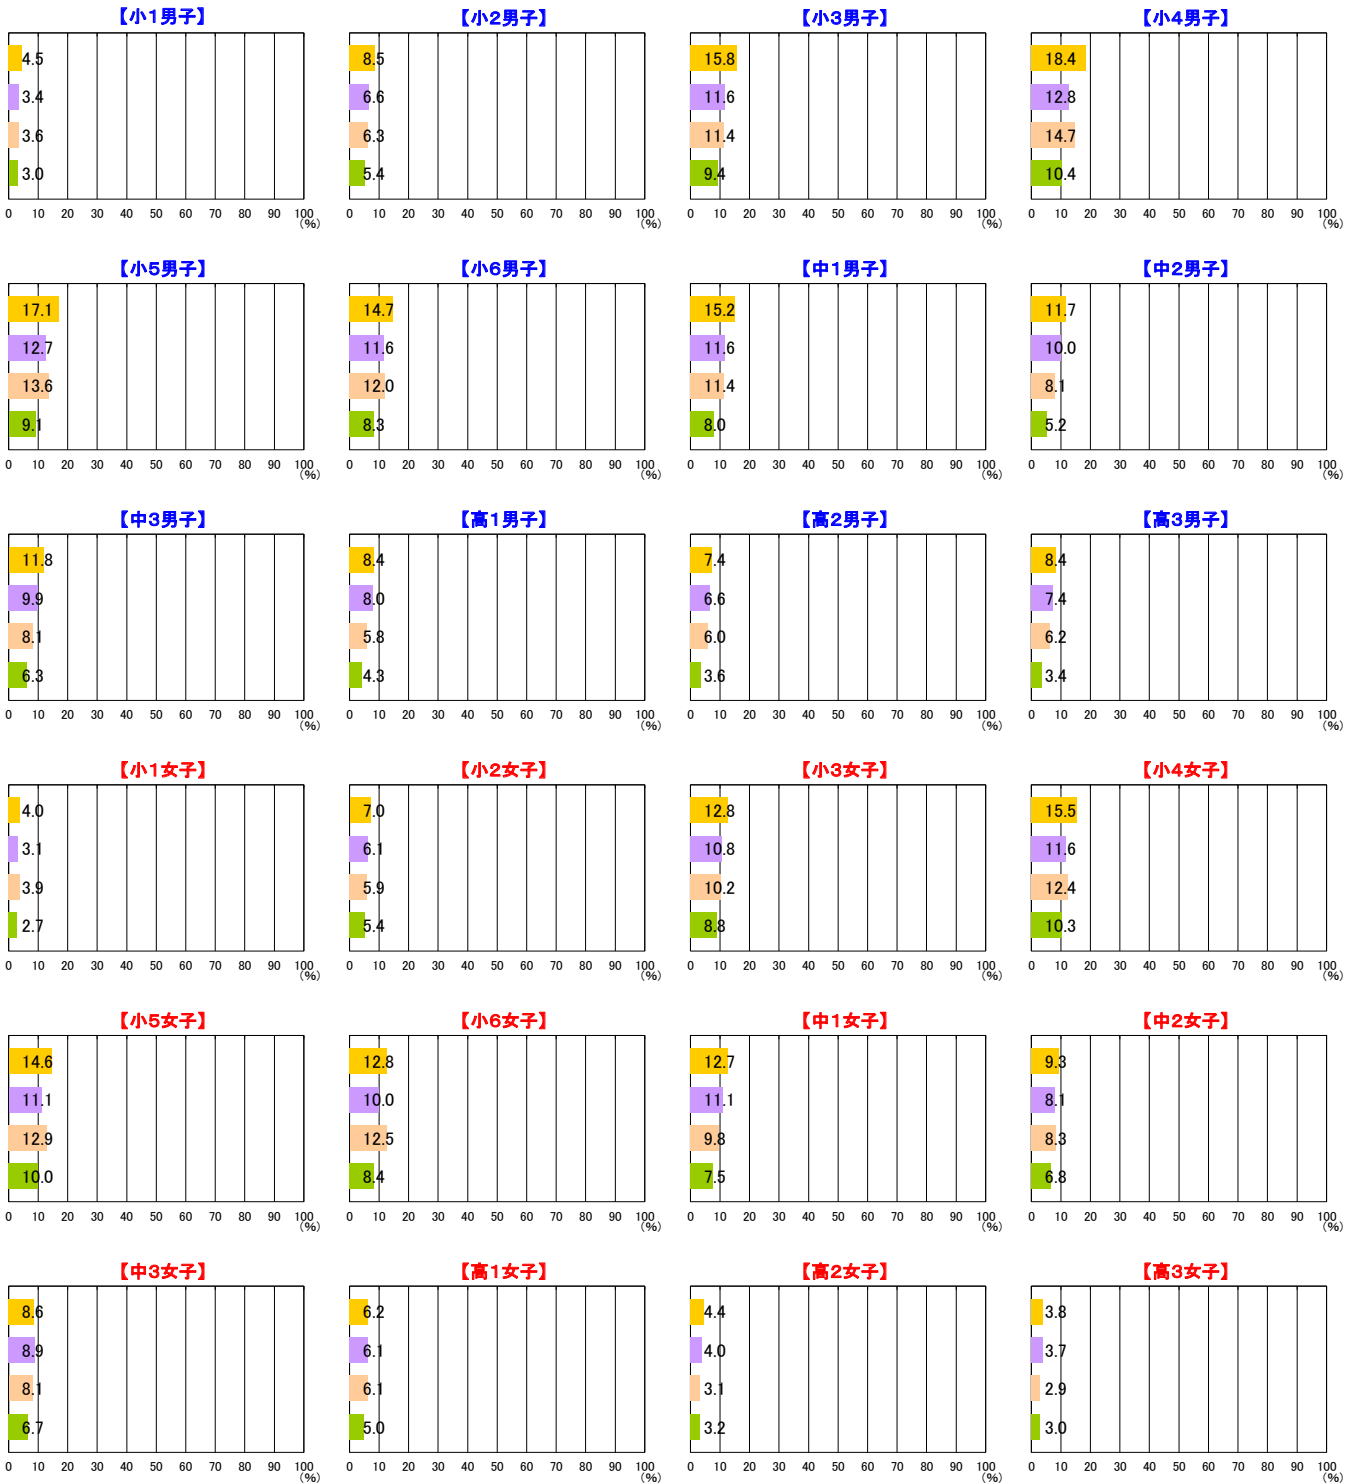 【小1男子】 【小2男子】 【小3男子】 【小4男子】
4.5 8.5 15.8 18.4
3.4 6.6 11.6 12.8
3.6 6.3 11.4 14.7
3.0 5.4 9.4 10.4
0 10 20 30 40 50 60 70 80 90 100 0 10 20 30 40 50 60 70 80 90 100 0 10 20 30 40 50 60 70 80 90 100 0 10 20 30 40 50 60 70 80 90 100
(%) (%) (%) (%)
【小5男子】 【小6男子】 【中1男子】 【中2男子】
17.1 14.7 15.2 11.7
12.7 11.6 11.6 10.0
13.6 12.0 11.4 8.1
9.1 8.3 8.0 5.2
0 10 20 30 40 50 60 70 80 90 100 0 10 20 30 40 50 60 70 80 90 100 0 10 20 30 40 50 60 70 80 90 100 0 10 20 30 40 50 60 70 80 90 100
(%) (%) (%) (%)
【中3男子】 【高1男子】 【高2男子】 【高3男子】
11.8 8.4 7.4 8.4
9.9 8.0 6.6 7.4
8.1 5.8 6.0 6.2
6.3 4.3 3.6 3.4
0 10 20 30 40 50 60 70 80 90 100 0 10 20 30 40 50 60 70 80 90 100 0 10 20 30 40 50 60 70 80 90 100 0 10 20 30 40 50 60 70 80 90 100
(%) (%) (%) (%)
【小1女子】 【小2女子】 【小3女子】 【小4女子】
4.0 7.0 12.8 15.5
3.1 6.1 10.8 11.6
3.9 5.9 10.2 12.4
2.7 5.4 8.8 10.3
0 10 20 30 40 50 60 70 80 90 100 0 10 20 30 40 50 60 70 80 90 100 0 10 20 30 40 50 60 70 80 90 100 0 10 20 30 40 50 60 70 80 90 100
(%) (%) (%) (%)
【小5女子】 【小6女子】 【中1女子】 【中2女子】
14.6 12.8 12.7 9.3
11.1 10.0 11.1 8.1
12.9 12.5 9.8 8.3
10.0 8.4 7.5 6.8
0 10 20 30 40 50 60 70 80 90 100 0 10 20 30 40 50 60 70 80 90 100 0 10 20 30 40 50 60 70 80 90 100 0 10 20 30 40 50 60 70 80 90 100
(%) (%) (%) (%)
【中3女子】 【高1女子】 【高2女子】 【高3女子】
8.6 6.2 4.4 3.8
8.9 6.1 4.0 3.7
8.1 6.1 3.1 2.9
6.7 5.0 3.2 3.0
0 10 20 30 40 50 60 70 80 90 100 0 10 20 30 40 50 60 70 80 90 100 0 10 20 30 40 50 60 70 80 90 100 0 10 20 30 40 50 60 70 80 90 100
(%) (%) (%) (%)